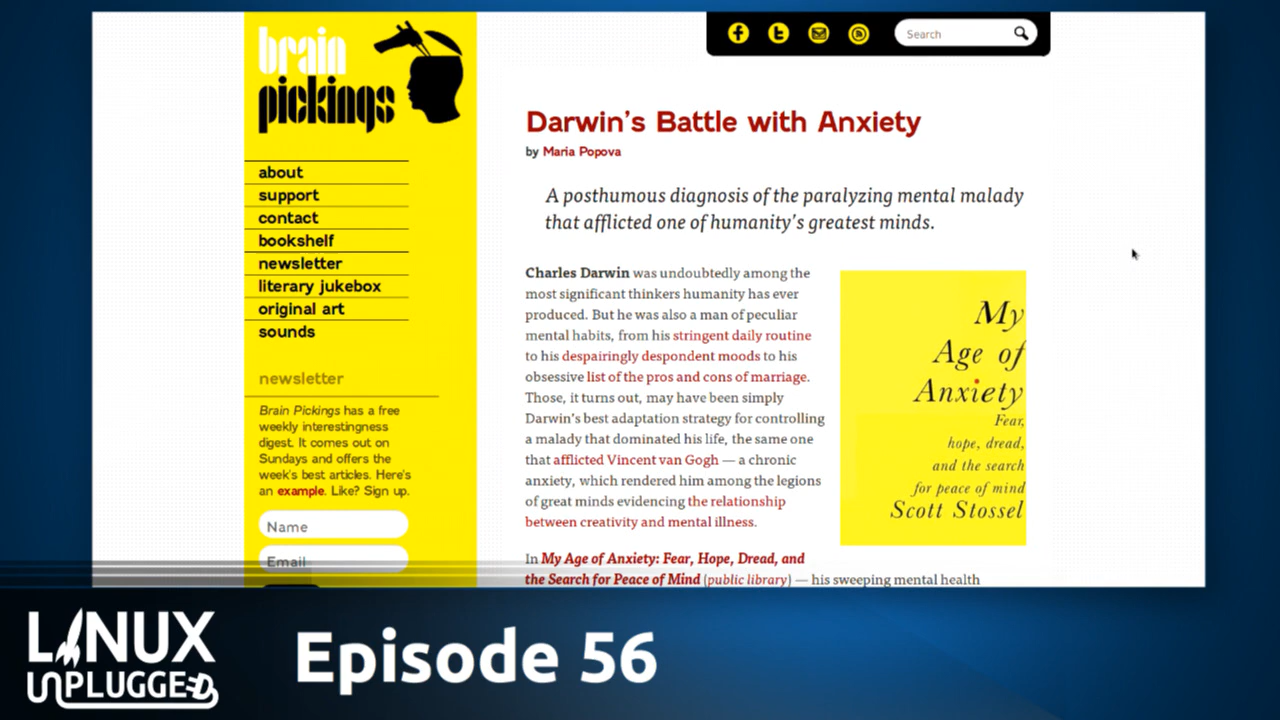 brain
pickings
about
support
contact
bookshelf
newsletter
literary jukebox
original art
sounds
newsletter
Brain Pickings has a free
weekly interestingness
digest. It comes out on
Sundays and offers the
week's best articles. Here's
an example. Like? Sign up.
Name
Email
Search
Darwin's Battle with Anxiety
by Maria Popova
A posthumous diagnosis of the paralyzing mental malady
that afflicted one of humanity's greatest minds.
Charles Darwin was undoubtedly among the
most significant thinkers humanity has ever
produced. But he was also a man of peculiar
mental habits, from his stringent daily routine
to his despairingly despondent moods to his
obsessive list of the pros and cons of marriage.
Those, it turns out, may have been simply
Darwin's best adaptation strategy for controlling
a malady that dominated his life, the same one
that afflicted Vincent van Gogh — a chronic
anxiety, which rendered him among the legions
of great minds evidencing the relationship
between creativity and mental illness.
My
Age of
Anxiety
Fear,
hope, dread,
and the search
for peace of mind
Scott Stossel
In My Age of Anxiety: Fear, Hope, Dread, and
the Search for Peace of Mind (public library) — his sweeping mental health
LINUX
UNPLUGGED
Episode 56